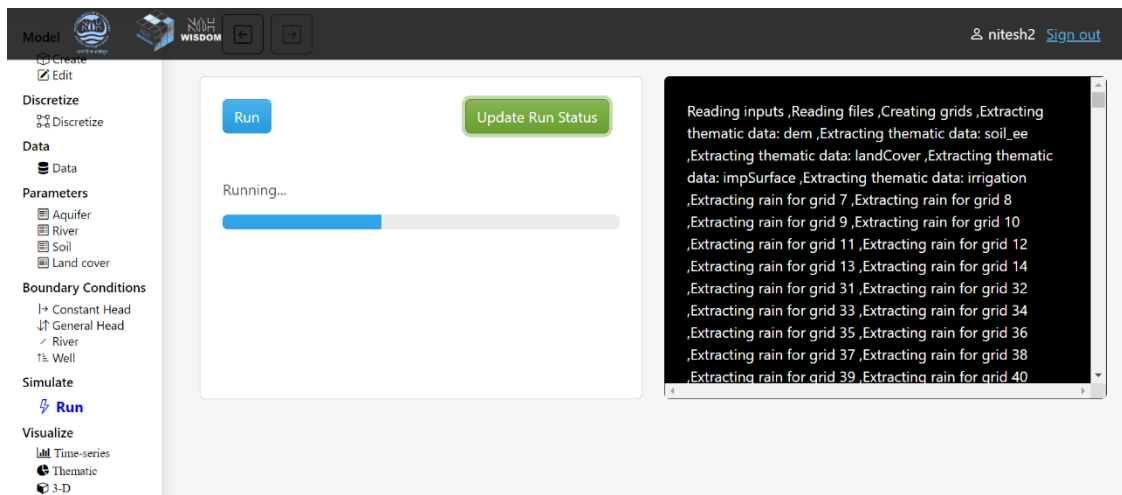 Model
NIH
WISDOM
nitesh2 Sign out
Create
Edit
Discretize
Discretize
Data
Data
Parameters
Aquifer
River
Soil
Land cover
Boundary Conditions
Constant Head
General Head
River
Well
Simulate
Run
Visualize
Time-series
Thematic
3-D
Run
Update Run Status
Running...
Reading inputs ,Reading files ,Creating grids ,Extracting
thematic data: dem ,Extracting thematic data: soil_ee
,Extracting thematic data: landCover ,Extracting thematic
data: impSurface ,Extracting thematic data: irrigation
,Extracting rain for grid 7 ,Extracting rain for grid 8
,Extracting rain for grid 9 ,Extracting rain for grid 10
,Extracting rain for grid 11 ,Extracting rain for grid 12
,Extracting rain for grid 13 ,Extracting rain for grid 14
,Extracting rain for grid 31 ,Extracting rain for grid 32
,Extracting rain for grid 33 ,Extracting rain for grid 34
,Extracting rain for grid 35 ,Extracting rain for grid 36
,Extracting rain for grid 37 ,Extracting rain for grid 38
,Extracting rain for grid 39 ,Extracting rain for grid 40